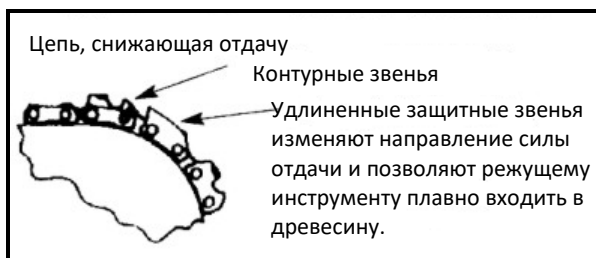 Цепь, снижающая отдачу
Контурные звенья
Удлиненные защитные звенья
изменяют направление силы
отдачи и позволяют режущему
инструменту плавно входить в
древесину.